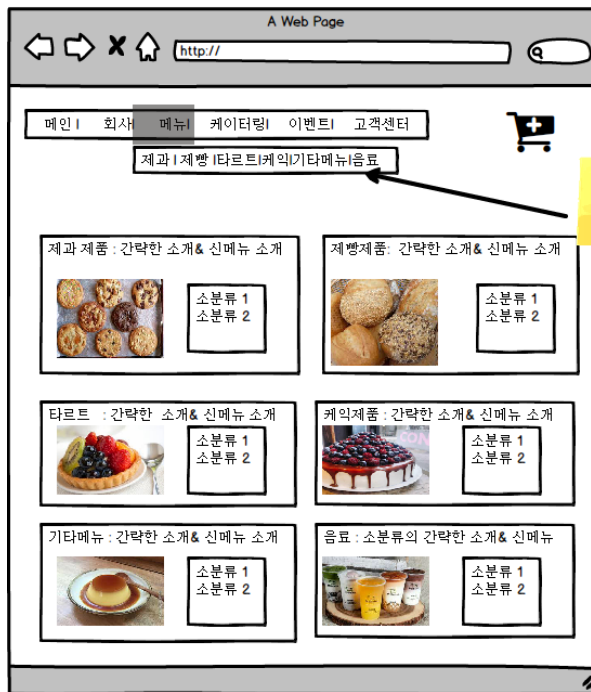 A Web Page
http://
메인 I 회사I 메뉴I 케이터링I 이벤트I 고객센터
제과 I 제빵 I타르트I케익I기타메뉴I음료
제과 제품 : 간략한 소개& 신메뉴 소개
소분류 1
소분류 2
제빵제품: 간략한 소개& 신메뉴 소개
소분류 1
소분류 2
타르트 : 간략한 소개& 신메뉴 소개
소분류 1
소분류 2
케익제품 : 간략한 소개& 신메뉴 소개
소분류 1
소분류 2
기타메뉴 : 간략한 소개& 신메뉴 소개
소분류 1
소분류 2
음료 : 소분류의 간략한 소개& 신메뉴
소분류 1
소분류 2